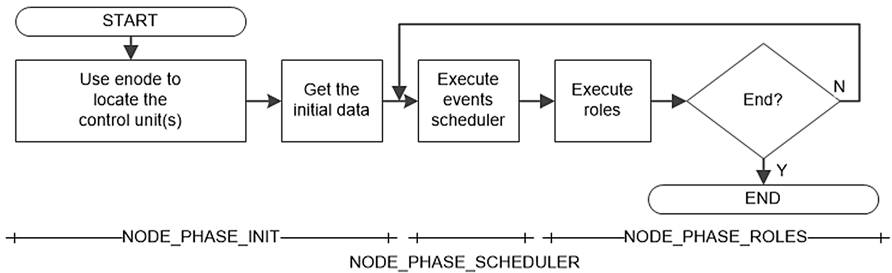 START
Use enode to
locate the
control unit(s)
Get the
initial data
Execute
events
scheduler
Execute
roles
End?
N
Y
END
NODE_PHASE_INIT
NODE_PHASE_SCHEDULER
NODE_PHASE_ROLES